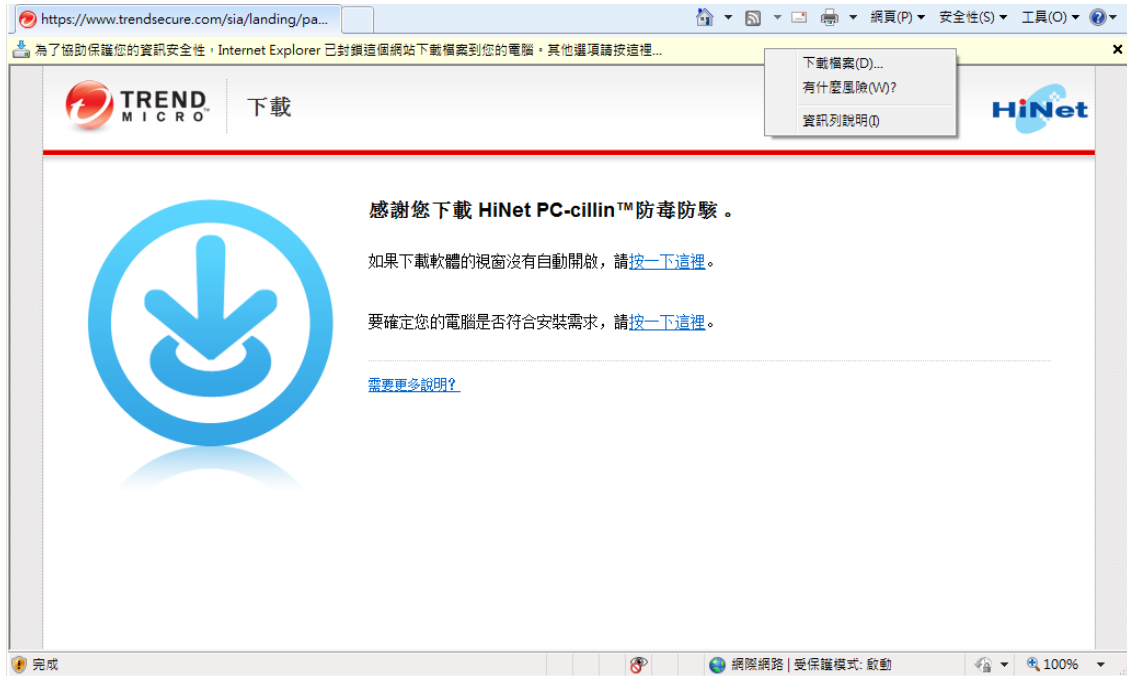 https://www.trendsecure.com/sia/landing/pa...
網頁(P)
安全性(S)
工具(O)
為了協助保護您的資訊安全性，Internet Explorer 已封鎖這個網站下載檔案到您的電腦。其他選項請按這裡...
下載檔案(D)...
有什麼風險(W)?
資訊列說明(I)
TREND
MICRO™
下載
HiNet
感謝您下載 HiNet PC-cillin™防毒防駭 。
如果下載軟體的視窗沒有自動開啟，請按一下這裡。
要確定您的電腦是否符合安裝需求，請按一下這裡。
需要更多說明？
完成
網際網路 | 受保護模式: 啟動
100%